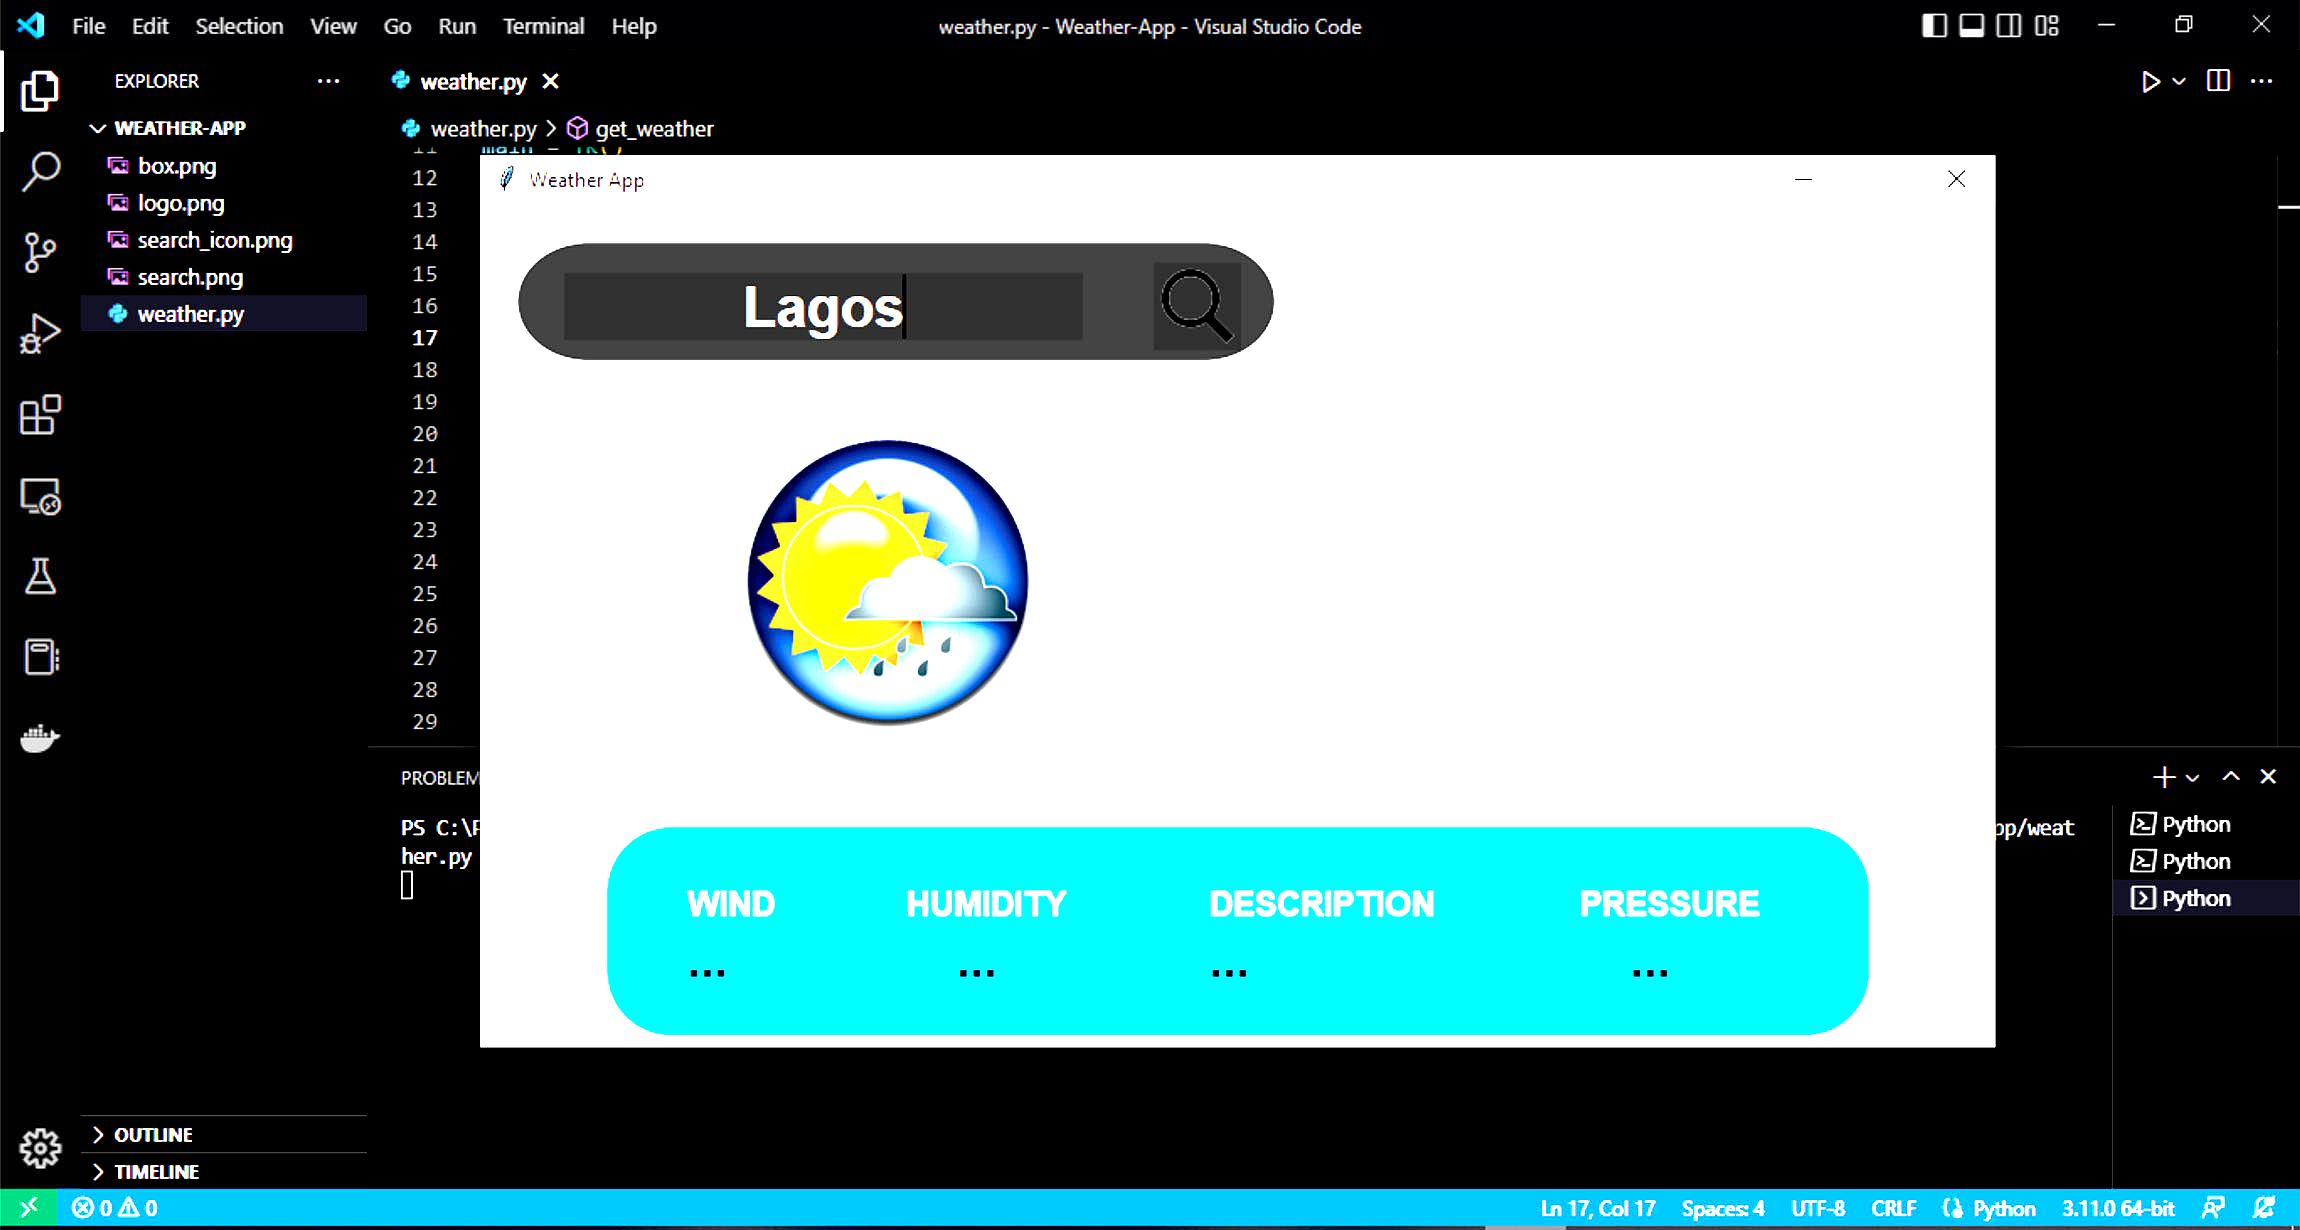 File Edit Selection View Go Run Terminal Help
weather.py - Weather-App - Visual Studio Code
EXPLORER
weather.py
WEATHER-APP
weather.py > get_weather
box.png
logo.png
search_icon.png
search.png
weather.py
12
13
14
15
16
17
18
19
20
21
22
23
24
25
26
27
28
29
Weather App
Lagos
WIND HUMIDITY DESCRIPTION PRESSURE
... ... ... ...
PROBLEM
PS C:\
pp/weat
her.py
Python
Python
Python
OUTLINE
TIMELINE
0 0
Ln 17, Col 17 Spaces: 4 UTF-8 CRLF Python 3.11.0 64-bit